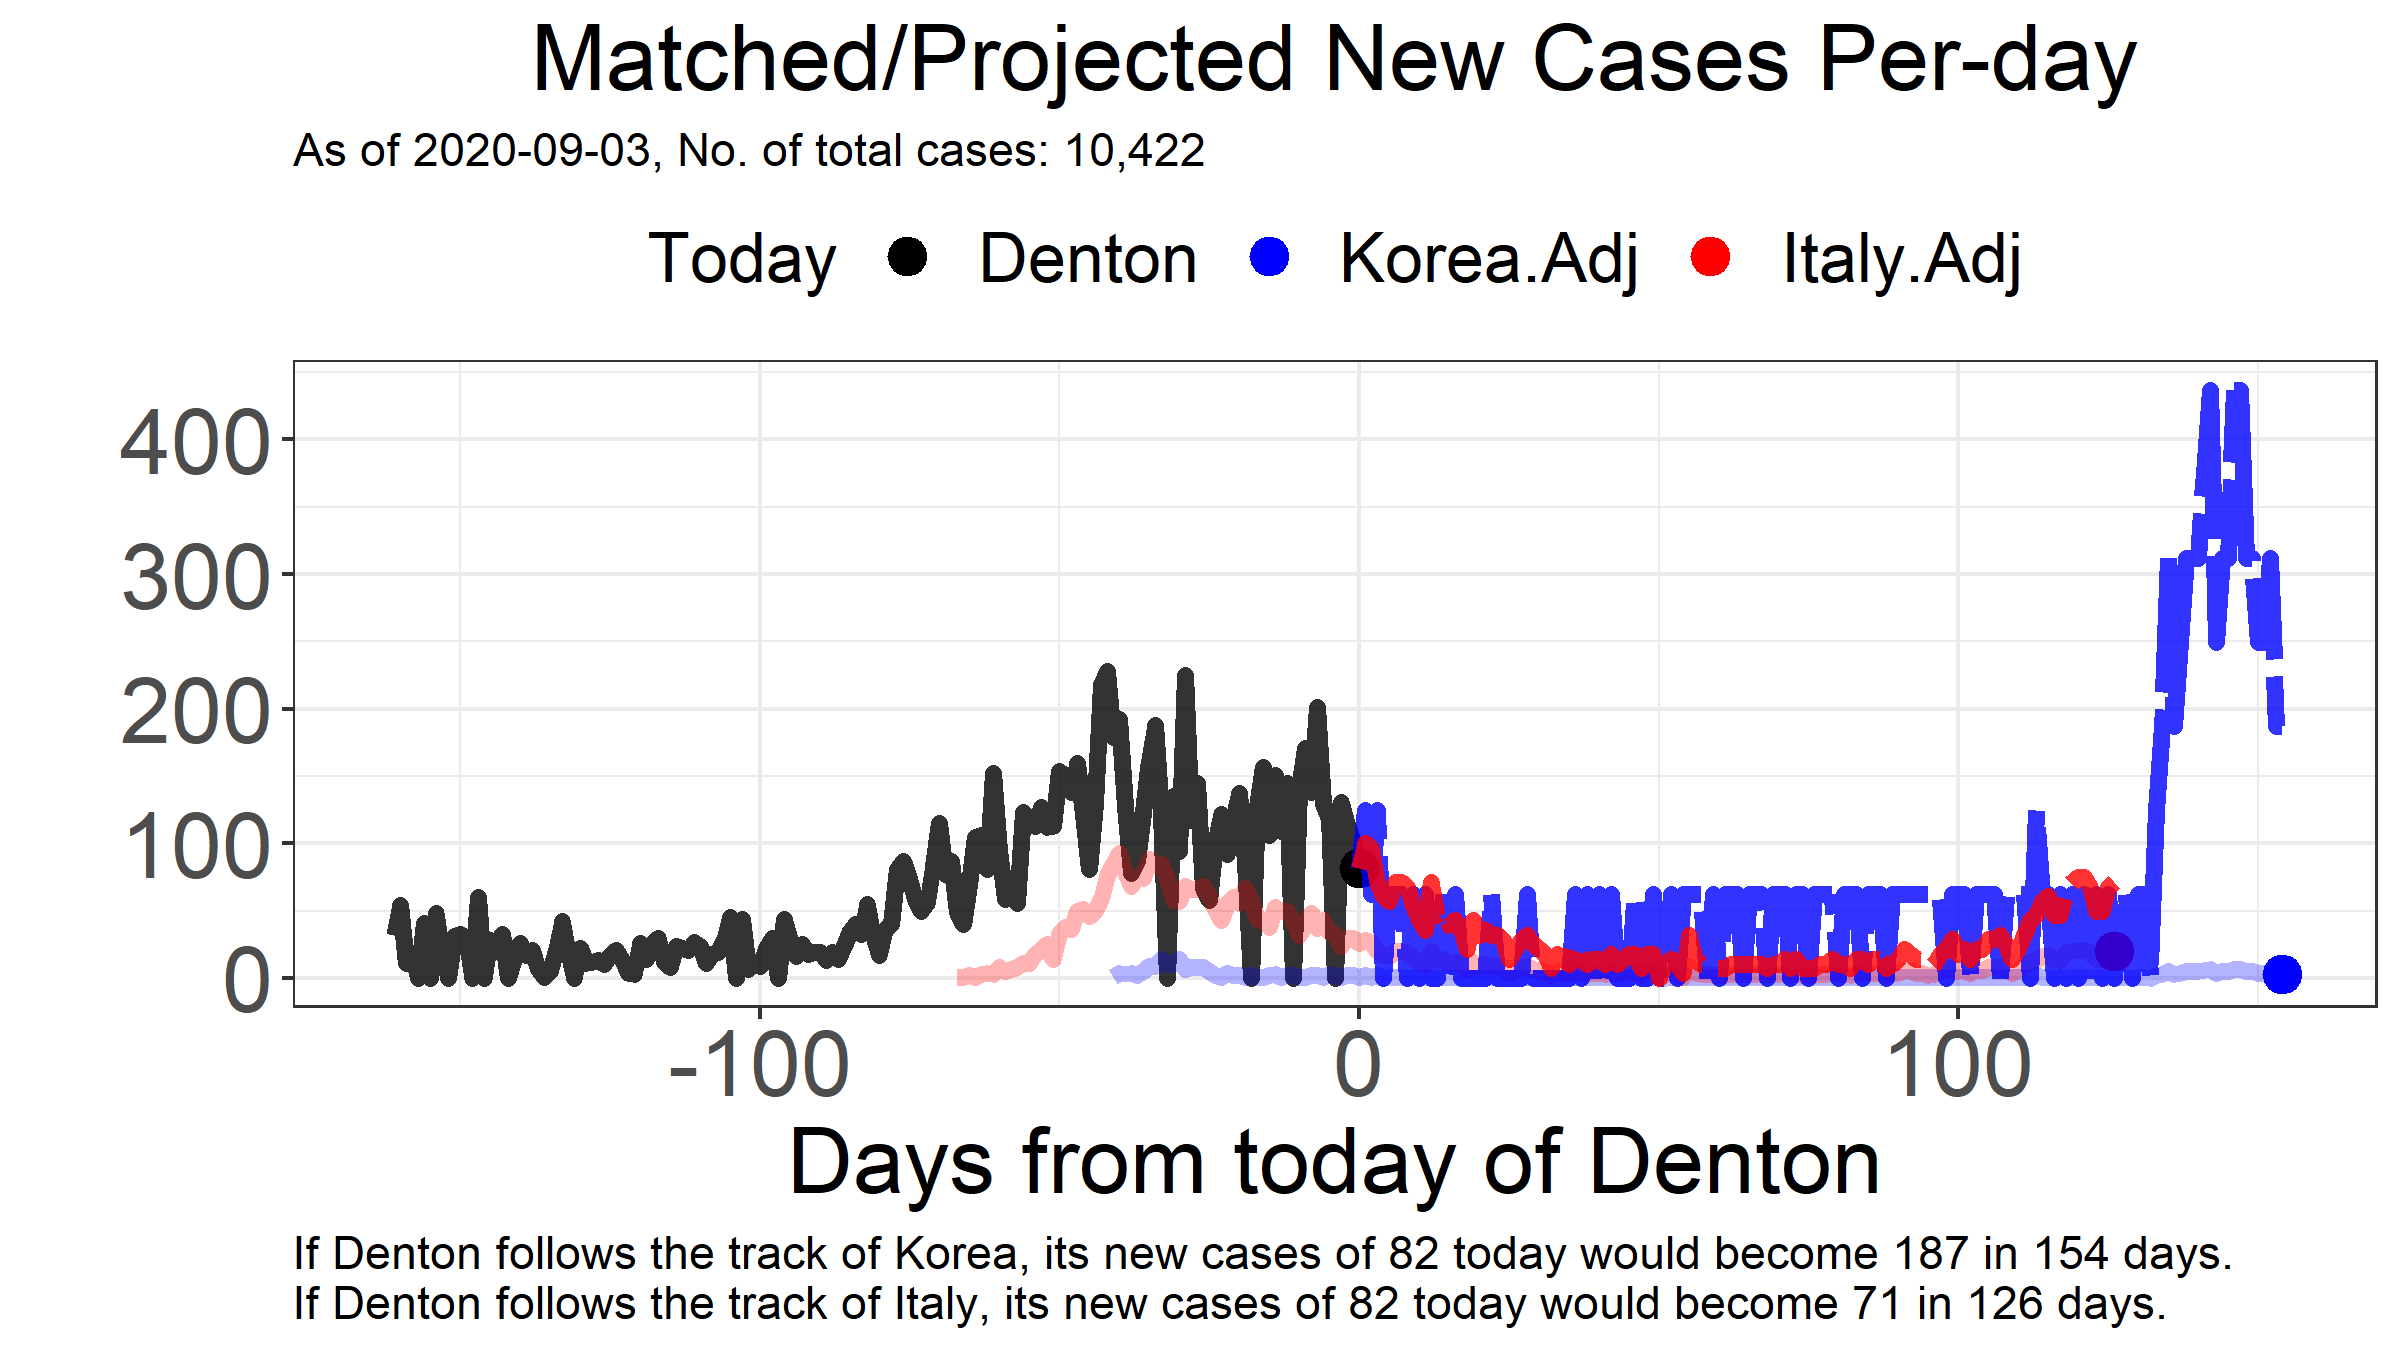 Matched/Projected New Cases Per-day
As of 2020-09-03, No. of total cases: 10,422
Today Denton Korea.Adj Italy.Adj
400
300
200
100
0
-100 0 100
Days from today of Denton
If Denton follows the track of Korea, its new cases of 82 today would become 187 in 154 days.
If Denton follows the track of Italy, its new cases of 82 today would become 71 in 126 days.